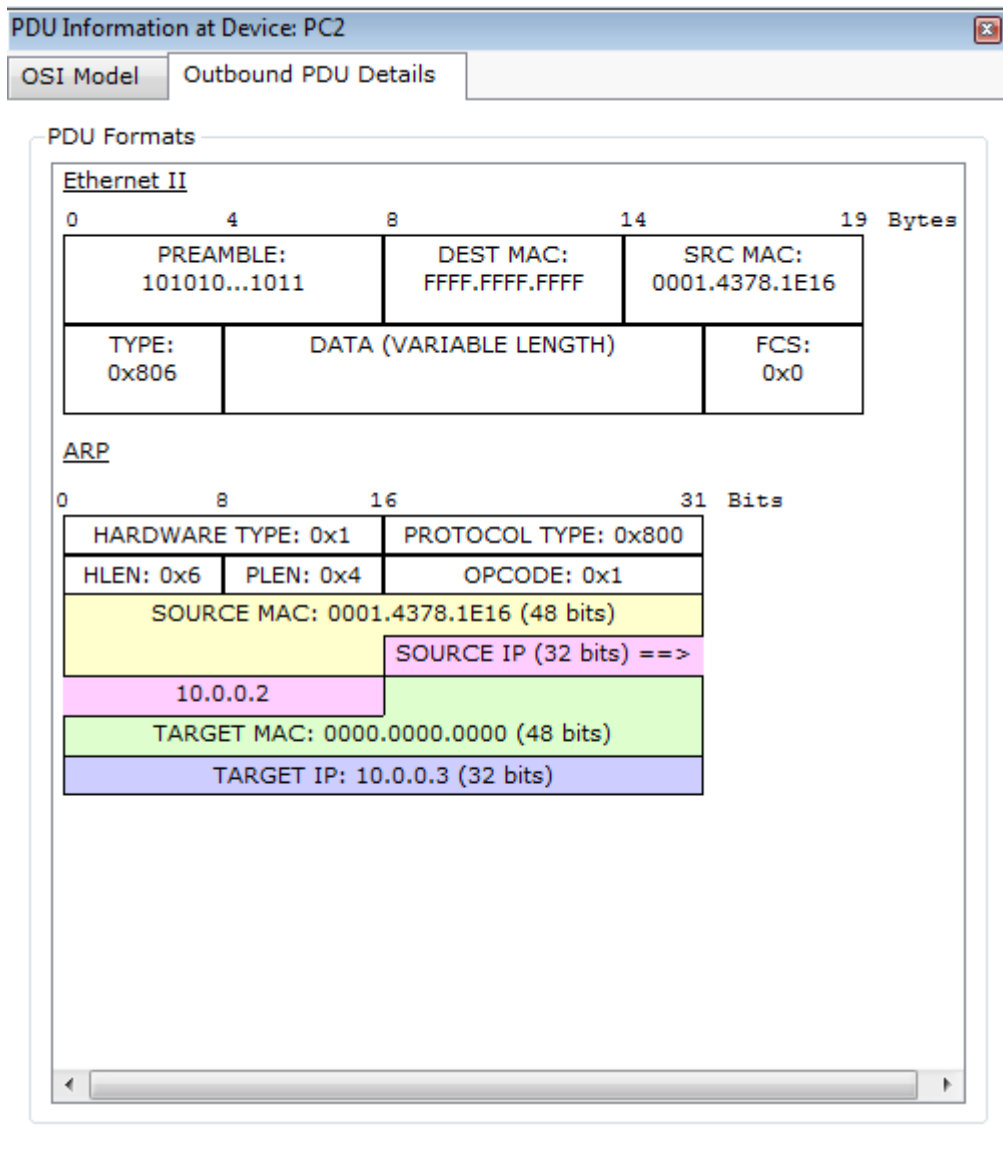 PDU Information at Device: PC2
OSI Model Outbound PDU Details
PDU Formats
Ethernet II
0 4 8 14 19 Bytes
PREAMBLE: DEST MAC: SRC MAC:
101010...1011 FFFF.FFFF.FFFF 0001.4378.1E16
TYPE: DATA (VARIABLE LENGTH) FCS:
0x806 0x0
ARP
0 8 16 31 Bits
HARDWARE TYPE: 0x1 PROTOCOL TYPE: 0x800
HLEN: 0x6 PLEN: 0x4 OPCODE: 0x1
SOURCE MAC: 0001.4378.1E16 (48 bits)
SOURCE IP (32 bits) ==>
10.0.0.2
TARGET MAC: 0000.0000.0000 (48 bits)
TARGET IP: 10.0.0.3 (32 bits)